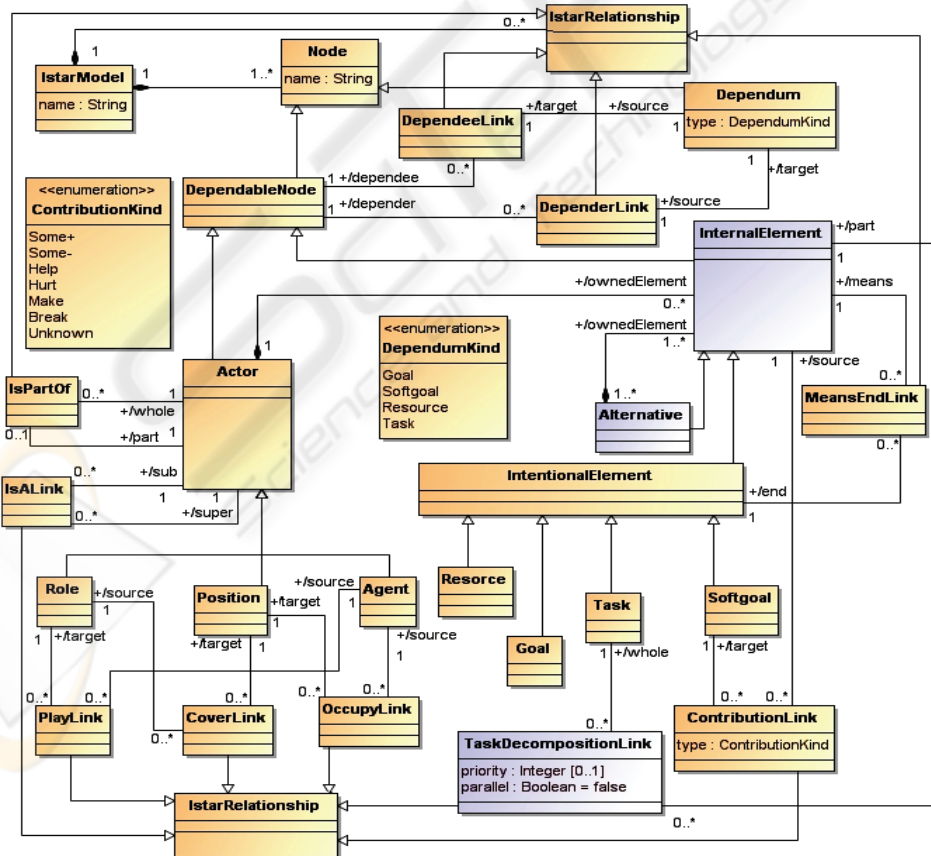 IstarRelationship
0..*
1
Node
name : String
IstarModel
name : String
1
1..*
Dependum
type : DependumKind
DependeeLink
+/target
1
+/source
1
0..*
1
+/target
<<enumeration>>
ContributionKind
Some+
Some-
Help
Hurt
Make
Break
Unknown
DependableNode
1 +/dependee
+/depender
1
0..*
DependerLink
+/source
1
InternalElement
+/part
1
+/means
1
+/ownedElement
0..*
+/ownedElement
1..*
1
+/source
<<enumeration>>
DependumKind
Goal
Softgoal
Resource
Task
1
Actor
1..*
Alternative
0..*
MeansEndLink
0..*
IsPartOf
0..*
1
+/whole
0..1
+/part
1
0..*
+/sub
IsALink
1
1
0..*
+/super
IntentionalElement
+/end
1
Role
+/source
1
1
+/target
Position
+/target
1
+/target
1
+/source
1
Agent
+/source
1
Resorce
Goal
Task
1
+/whole
Softgoal
1
+/target
0..*
0..*
0..*
0..*
0..*
0..*
PlayLink
CoverLink
OccupyLink
0..*
0..*
0..*
TaskDecompositionLink
priority : Integer [0..1]
parallel : Boolean = false
ContributionLink
type : ContributionKind
IstarRelationship
0..*
Science and Technology